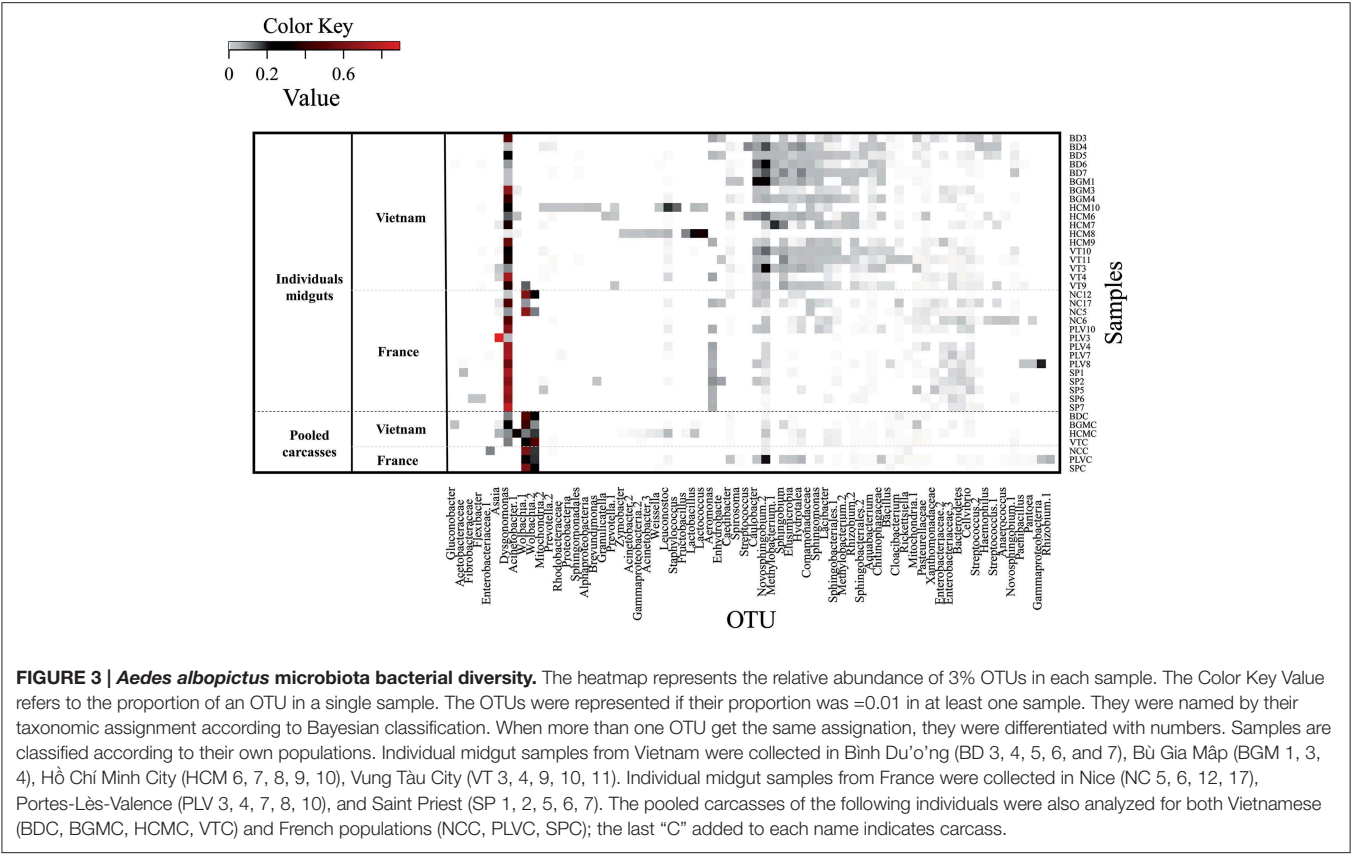 Color Key
0 0.2 0.6
Value
Individuals
midguts
Vietnam
France
Pooled
carcasses
Vietnam
France
BD3
BD4
BD5
BD6
BD7
BGM1
BGM3
BGM4
HCM10
HCM6
HCM7
HCM8
HCM9
VT10
VT11
VT3
VT4
VT9
NC12
NC17
NC5
NC6
PLV10
PLV3
PLV4
PLV7
PLV8
SP1
SP2
SP5
SP6
SP7
BDC
BGMC
HCMC
VTC
NCC
PLVC
SPC
Samples
Gluconobacter
Acetobacteraceae
Fibrobacteraceae
Flexibacter
Enterobacteriaceae.1
Asaia
Dysgonomonas
Acinetobacter.1
Wolbachia.1
Wolbachia.2
Mitochondria.2
Prevotella.2
Rhodobacteraceae
Proteobacteria
Sphingomonadales
Alphaproteobacteria
Brevundimonas
Granulicatella
Prevotella.1
Zymobacter
Acinetobacter.2
Gammaproteobacteria.2
Acinetobacter.3
Weissella
Leuconostoc
Staphylococcus
Fructobacillus
Lactobacillus
Lactococcus
Aeromonas
Enhydrobacte
Caedibacter
Spirosoma
Streptococcus
Caulobacter
Novosphingobium.2
Methylobacterium.1
Sphingobium
Elusimicrobia
Hydrotalea
Comamonadaceae
Sphingomonas
Lacibacter
Sphingobacteriales.1
Methylobacterium.2
Rhizobium.2
Sphingobacteriales.2
Aquabacterium
Chitinophagaceae
Bacillus
Cloacibacterium
Rickettsiella
Mitochondria.1
Pasteurellaceae
Xanthomonadaceae
Enterobacteriaceae.2
Enterobacteriaceae.3
Bacteroidetes
Cellvibrio
Streptococcus.2
Haemophilus
Streptococclis.1
Anaerococcus
Novosphingobium.1
Paenibacillus
Pantoea
Gammaproteobacteria
Rhizobium.1
OTU
FIGURE 3 | Aedes albopictus microbiota bacterial diversity. The heatmap represents the relative abundance of 3% OTUs in each sample. The Color Key Value
refers to the proportion of an OTU in a single sample. The OTUs were represented if their proportion was =0.01 in at least one sample. They were named by their
taxonomic assignment according to Bayesian classification. When more than one OTU get the same assignation, they were differentiated with numbers. Samples are
classified according to their own populations. Individual midgut samples from Vietnam were collected in Bình Du’o’ng (BD 3, 4, 5, 6, and 7), Bù Gia Mâp (BGM 1, 3,
4), Hồ Chí Minh City (HCM 6, 7, 8, 9, 10), Vung Tàu City (VT 3, 4, 9, 10, 11). Individual midgut samples from France were collected in Nice (NC 5, 6, 12, 17),
Portes-Lès-Valence (PLV 3, 4, 7, 8, 10), and Saint Priest (SP 1, 2, 5, 6, 7). The pooled carcasses of the following individuals were also analyzed for both Vietnamese
(BDC, BGMC, HCMC, VTC) and French populations (NCC, PLVC, SPC); the last “C” added to each name indicates carcass.